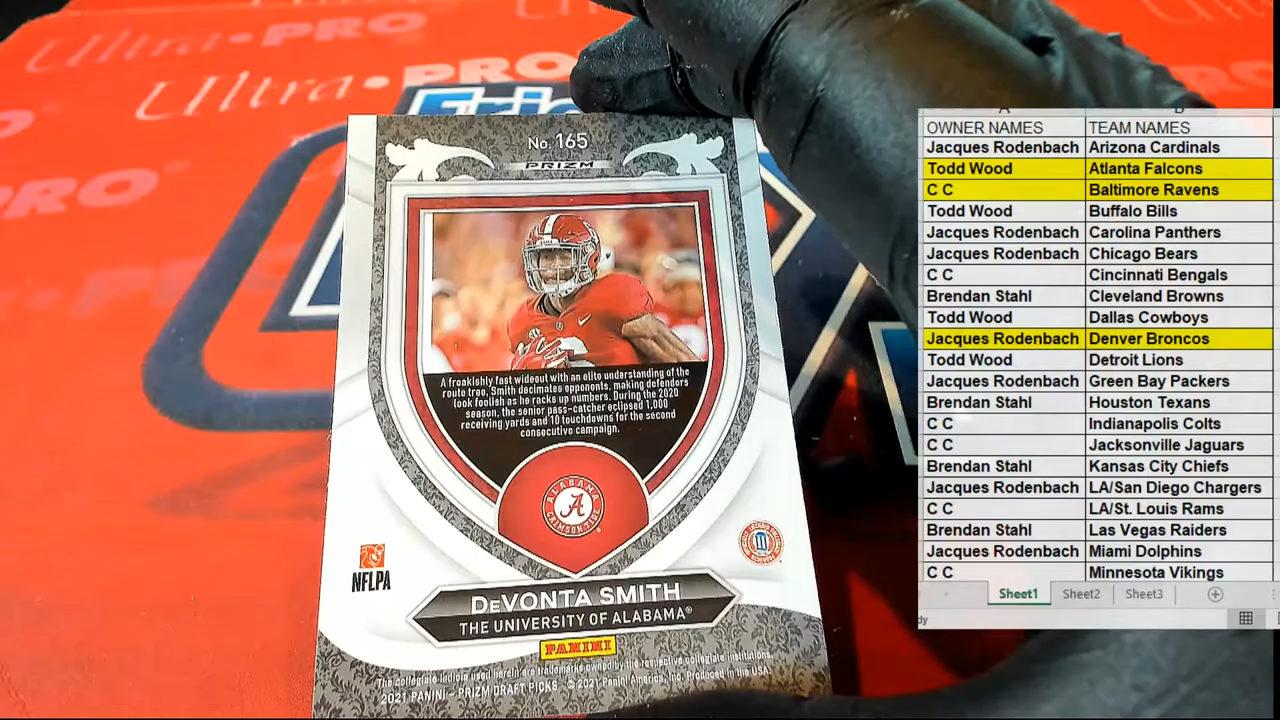 Ultra•PRO
Ultra•PRO
PRO
No. 165
PRIZM
A freakishly fast wideout with an elite understanding of the
route tree, Smith decimates opponents, making defenders
look foolish as he racks up numbers. During the 2020
season, the senior pass-catcher eclipsed 1,000
receiving yards and 10 touchdowns for the second
consecutive campaign.
ALABAMA
A
CRIMSON TIDE
NFLPA
DeVONTA SMITH
THE UNIVERSITY OF ALABAMA®
PANINI
The collegiate indicia used herein are trademarks owned by the respective collegiate institutions.
2021 PANINI – PRIZM DRAFT PICKS © 2021 Panini America, Inc. Produced in the USA.
OWNER NAMES TEAM NAMES
Jacques Rodenbach Arizona Cardinals
Todd Wood Atlanta Falcons
C C Baltimore Ravens
Todd Wood Buffalo Bills
Jacques Rodenbach Carolina Panthers
Jacques Rodenbach Chicago Bears
C C Cincinnati Bengals
Brendan Stahl Cleveland Browns
Todd Wood Dallas Cowboys
Jacques Rodenbach Denver Broncos
Todd Wood Detroit Lions
Jacques Rodenbach Green Bay Packers
Brendan Stahl Houston Texans
C C Indianapolis Colts
C C Jacksonville Jaguars
Brendan Stahl Kansas City Chiefs
Jacques Rodenbach LA/San Diego Chargers
C C LA/St. Louis Rams
Brendan Stahl Las Vegas Raiders
Jacques Rodenbach Miami Dolphins
C C Minnesota Vikings
Sheet1 Sheet2 Sheet3